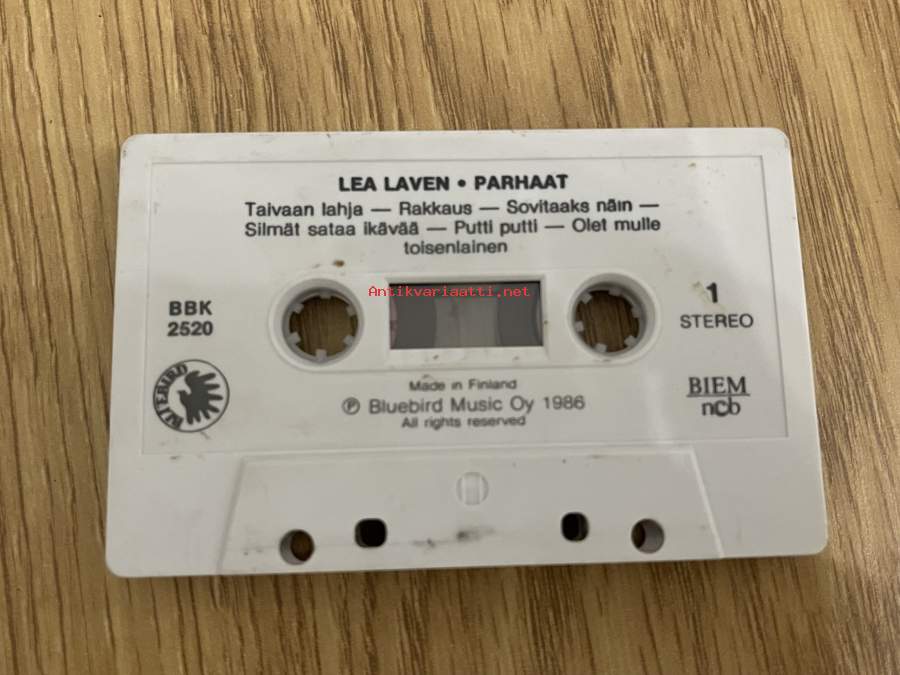 LEA LAVEN • PARHAAT
Taivaan lahja — Rakkaus — Sovitaaks näin —
Silmät sataa ikävää — Putti putti — Olet mulle
toisenlainen
Antikvariaatti.net
BBK
2520
1
STEREO
BLUEBIRD
Made in Finland
℗ Bluebird Music Oy 1986
All rights reserved
BIEM
ncb